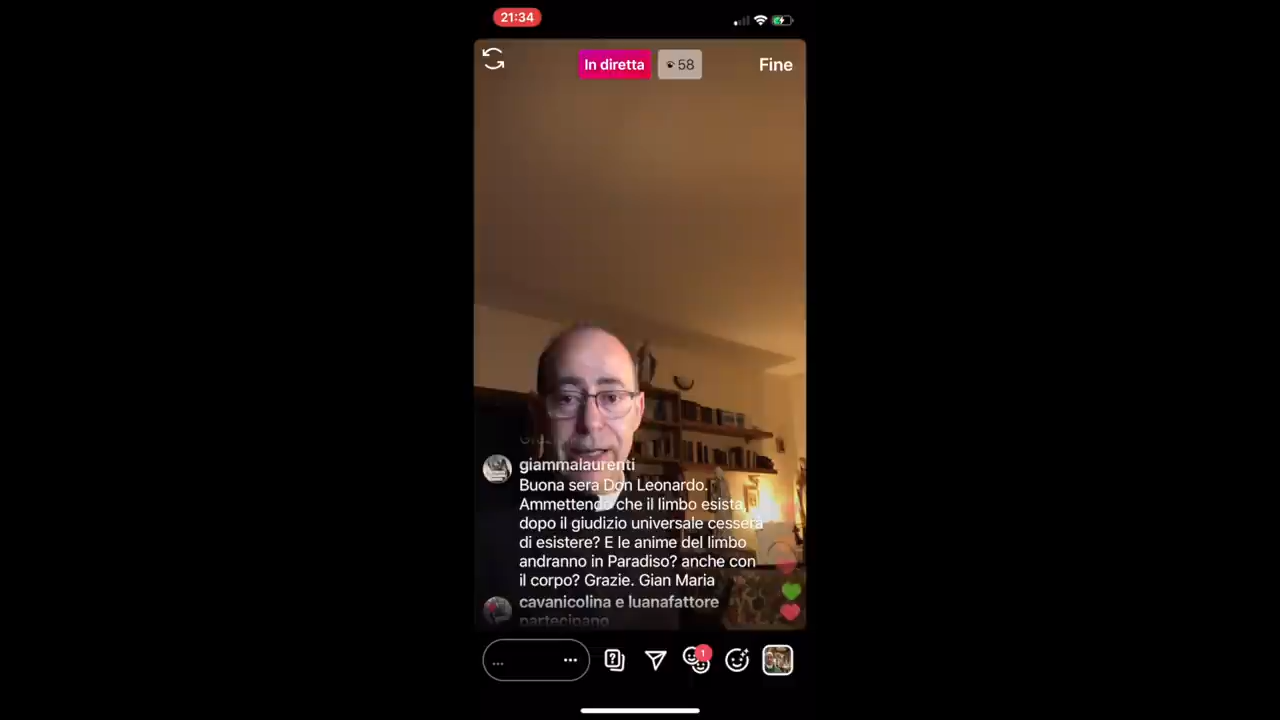 21:34
In diretta
58
Fine
giammalaurenti
Buona sera Don Leonardo.
Ammettendo che il limbo esista,
dopo il giudizio universale cesserà
di esistere? E le anime del limbo
andranno in Paradiso? anche con
il corpo? Grazie. Gian Maria
cavanicolina e luanafattore
partecipano
...
1